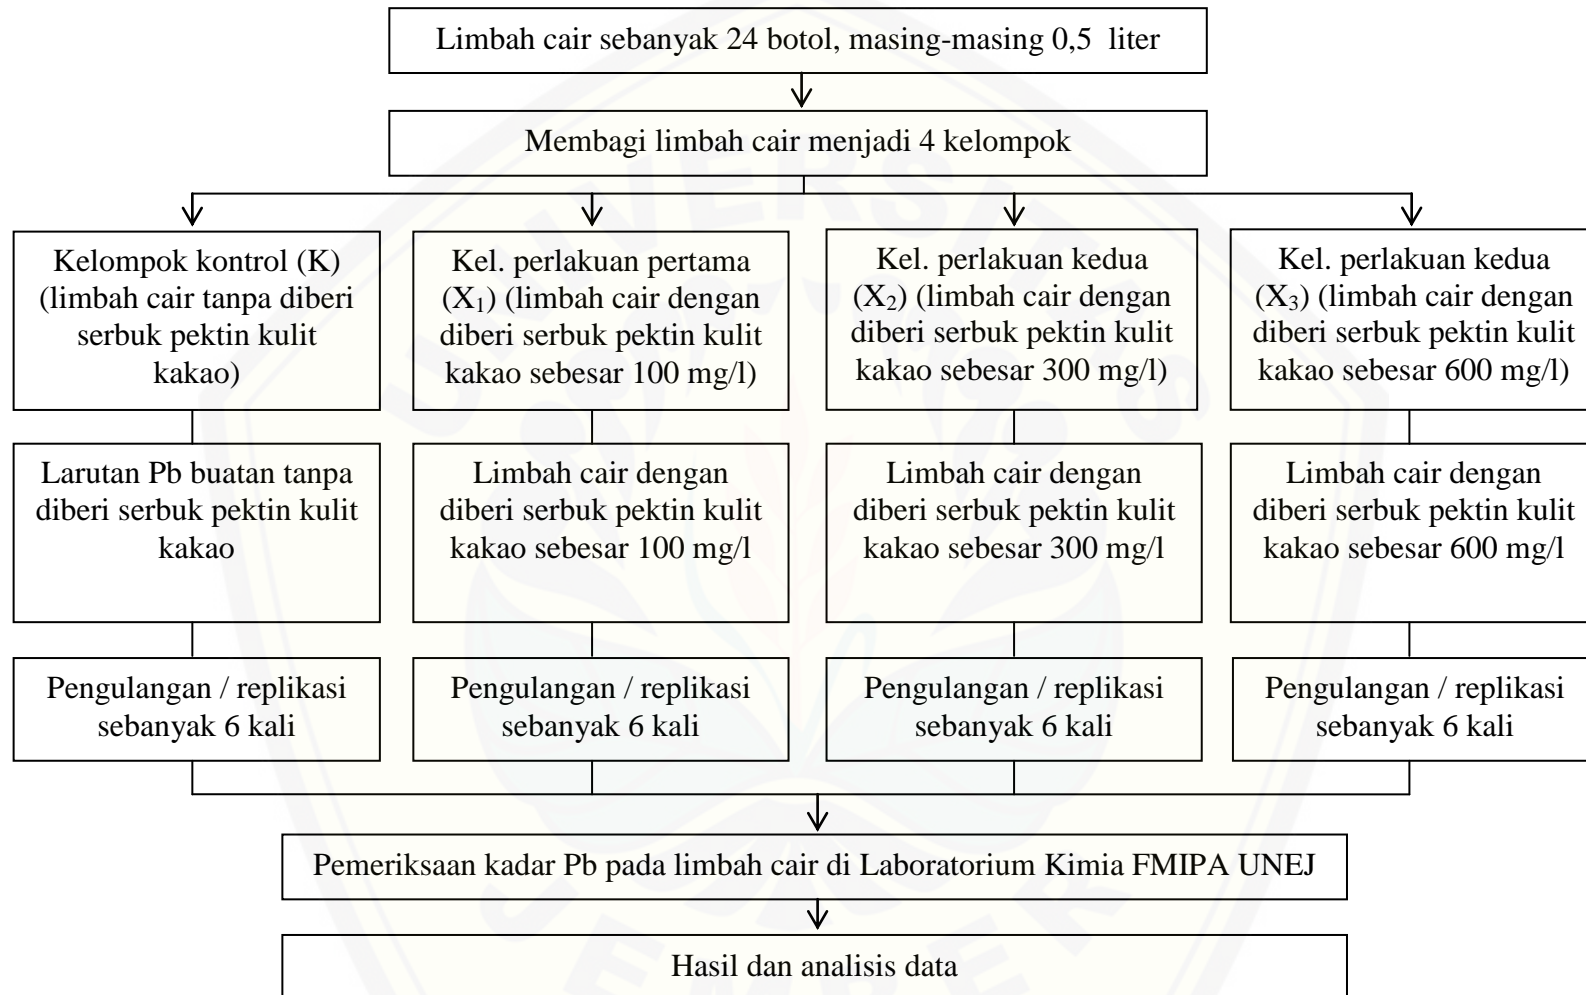 Limbah cair sebanyak 24 botol, masing-masing 0,5 liter
Membagi limbah cair menjadi 4 kelompok
Kelompok kontrol (K)
(limbah cair tanpa diberi
serbuk pektin kulit
kakao)
Kel. perlakuan pertama
(X₁) (limbah cair dengan
diberi serbuk pektin kulit
kakao sebesar 100 mg/l)
Kel. perlakuan kedua
(X₂) (limbah cair dengan
diberi serbuk pektin kulit
kakao sebesar 300 mg/l)
Kel. perlakuan kedua
(X₃) (limbah cair dengan
diberi serbuk pektin kulit
kakao sebesar 600 mg/l)
Larutan Pb buatan tanpa
diberi serbuk pektin kulit
kakao
Limbah cair dengan
diberi serbuk pektin kulit
kakao sebesar 100 mg/l
Limbah cair dengan
diberi serbuk pektin kulit
kakao sebesar 300 mg/l
Limbah cair dengan
diberi serbuk pektin kulit
kakao sebesar 600 mg/l
Pengulangan / replikasi
sebanyak 6 kali
Pengulangan / replikasi
sebanyak 6 kali
Pengulangan / replikasi
sebanyak 6 kali
Pengulangan / replikasi
sebanyak 6 kali
Pemeriksaan kadar Pb pada limbah cair di Laboratorium Kimia FMIPA UNEJ
Hasil dan analisis data
UNIVERSITAS
JEMBER